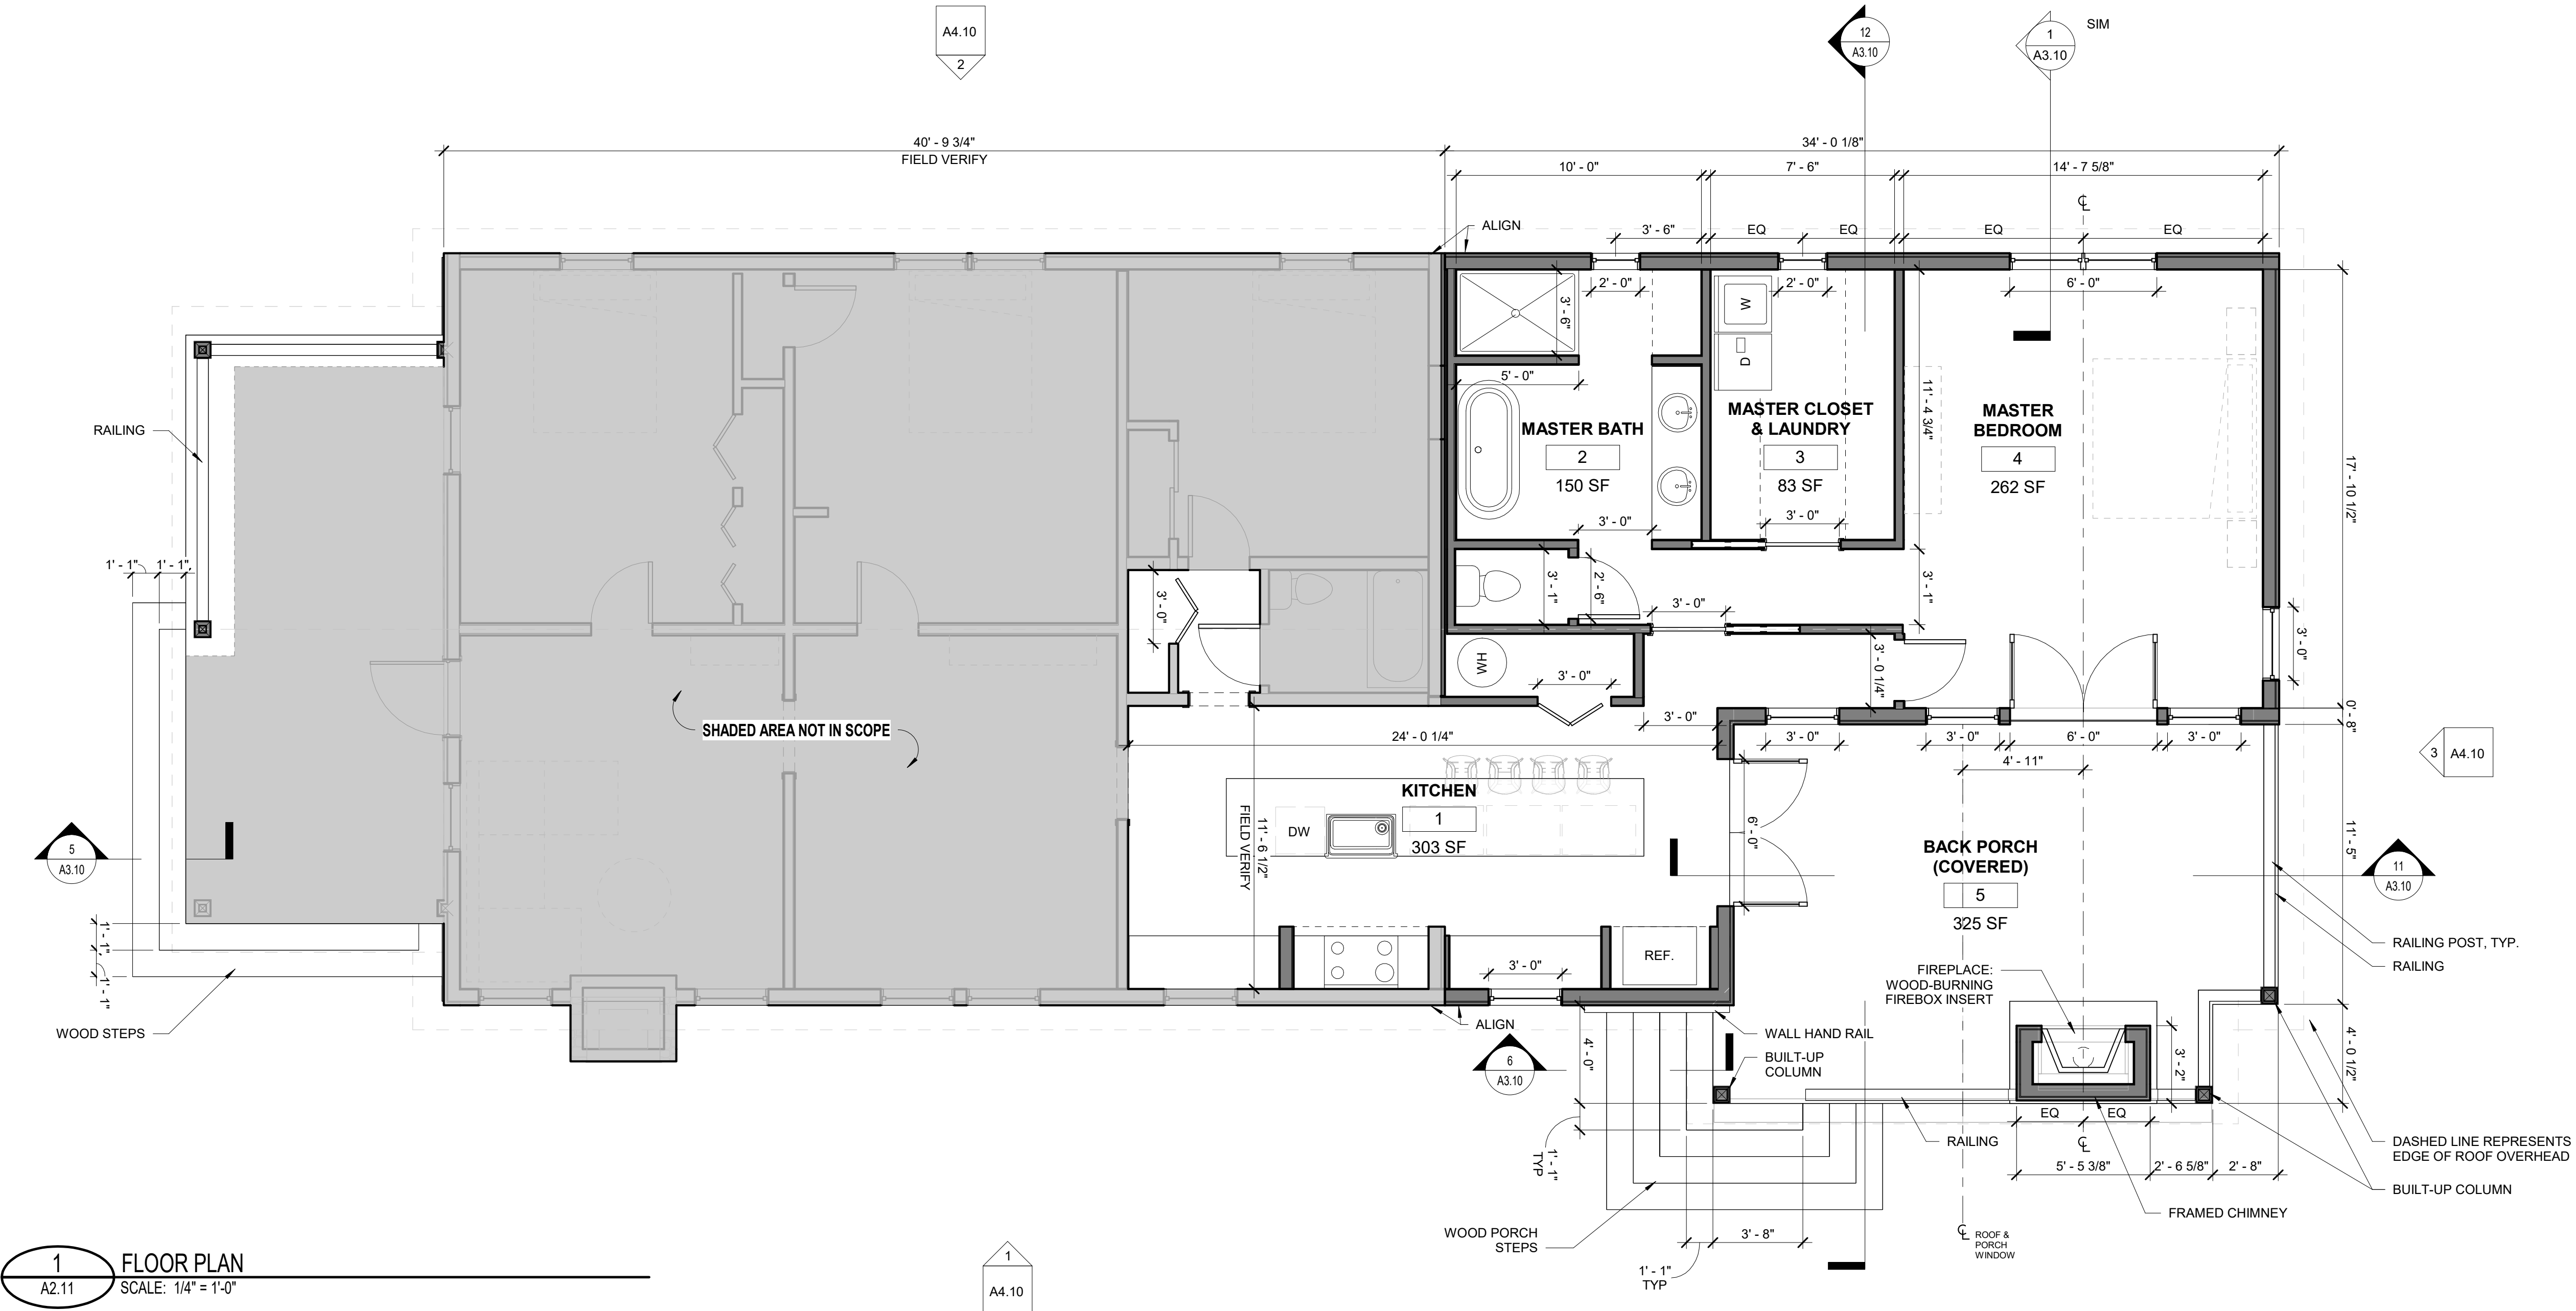 A4.10
2
12
A3.10
1
A3.10
SIM
40' - 9 3/4"
FIELD VERIFY
34' - 0 1/8"
10' - 0"
7' - 6"
14' - 7 5/8"
ALIGN
3' - 6"
EQ
EQ
EQ
EQ
2' - 0"
2' - 0"
6' - 0"
3' - 6"
W
D
5' - 0"
RAILING
MASTER BATH
2
150 SF
MASTER CLOSET
& LAUNDRY
3
83 SF
11' - 4 3/4"
MASTER
BEDROOM
4
262 SF
17' - 10 1/2"
3' - 0"
3' - 0"
1' - 1"
1' - 1"
3' - 0"
3' - 1"
2' - 6"
3' - 0"
3' - 1"
3' - 0"
WH
3' - 0"
3' - 0 1/4"
SHADED AREA NOT IN SCOPE
3' - 0"
24' - 0 1/4"
3' - 0"
3' - 0"
6' - 0"
3' - 0"
0' - 8"
4' - 11"
3
A4.10
KITCHEN
1
303 SF
DW
FIELD VERIFY
11' - 6 1/2"
6' - 0"
BACK PORCH
(COVERED)
5
325 SF
11' - 5"
5
A3.10
11
A3.10
1' - 1"
1' - 1"
REF.
3' - 0"
RAILING POST, TYP.
RAILING
FIREPLACE:
WOOD-BURNING
FIREBOX INSERT
WOOD STEPS
ALIGN
WALL HAND RAIL
BUILT-UP
COLUMN
6
A3.10
4' - 0"
3' - 2"
4' - 0 1/2"
EQ
EQ
1' - 1"
TYP
RAILING
5' - 5 3/8"
2' - 6 5/8"
2' - 8"
DASHED LINE REPRESENTS
EDGE OF ROOF OVERHEAD
BUILT-UP COLUMN
FRAMED CHIMNEY
WOOD PORCH
STEPS
3' - 8"
1' - 1"
TYP
ROOF &
PORCH
WINDOW
1
A4.10
1
A2.11
FLOOR PLAN
SCALE: 1/4" = 1'-0"